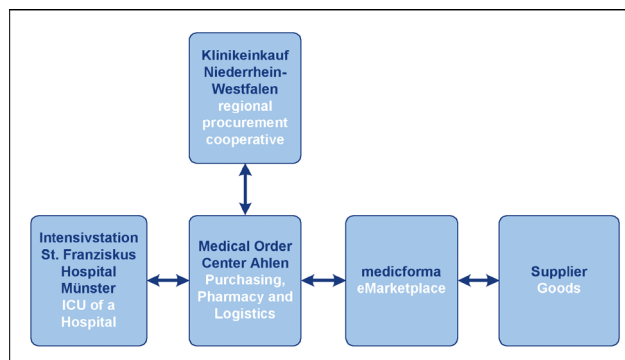 Klinikeinkauf
Niederrhein-
Westfalen
regional
procurement
cooperative
Intensivstation
St. Franziskus
Hospital
Münster
ICU of a
Hospital
Medical Order
Center Ahlen
Purchasing,
Pharmacy and
Logistics
medicforma
eMarketplace
Supplier
Goods